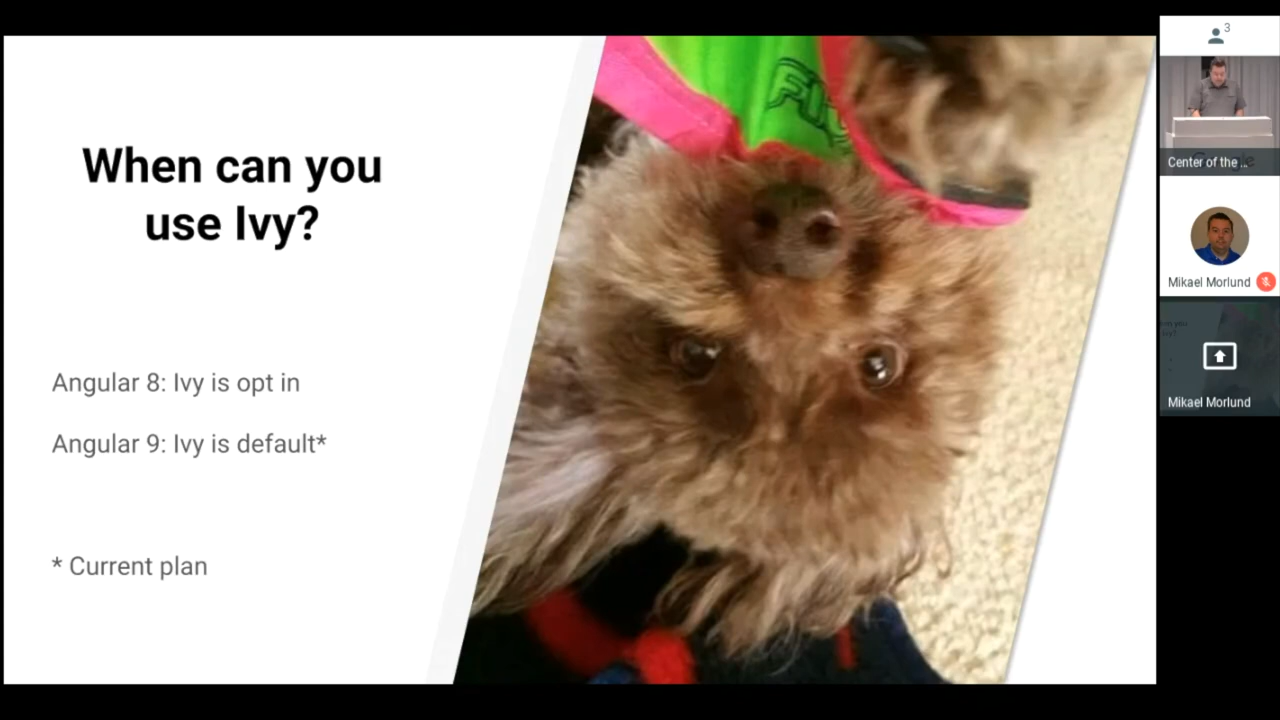 When can you
use Ivy?
Angular 8: Ivy is opt in
Angular 9: Ivy is default*
* Current plan
3
Center of the ...
Mikael Morlund
Mikael Morlund